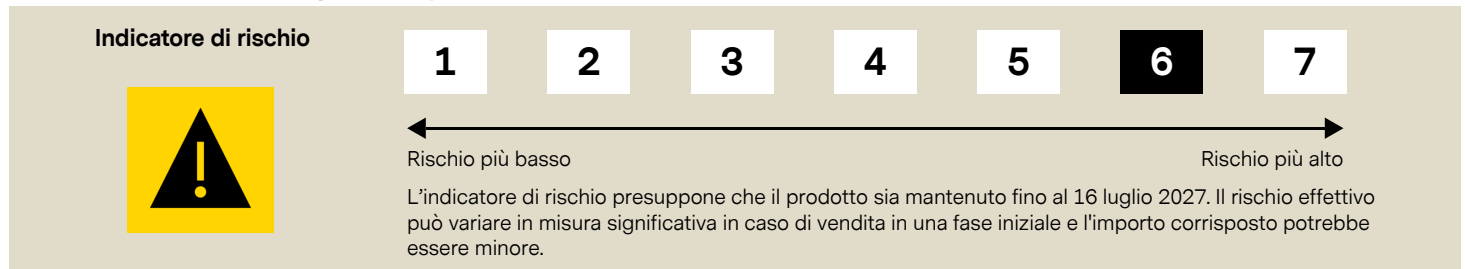 Indicatore di rischio
1 2 3 4 5 6 7
Rischio più basso Rischio più alto
L'indicatore di rischio presuppone che il prodotto sia mantenuto fino al 16 luglio 2027. Il rischio effettivo
può variare in misura significativa in caso di vendita in una fase iniziale e l'importo corrisposto potrebbe
essere minore.